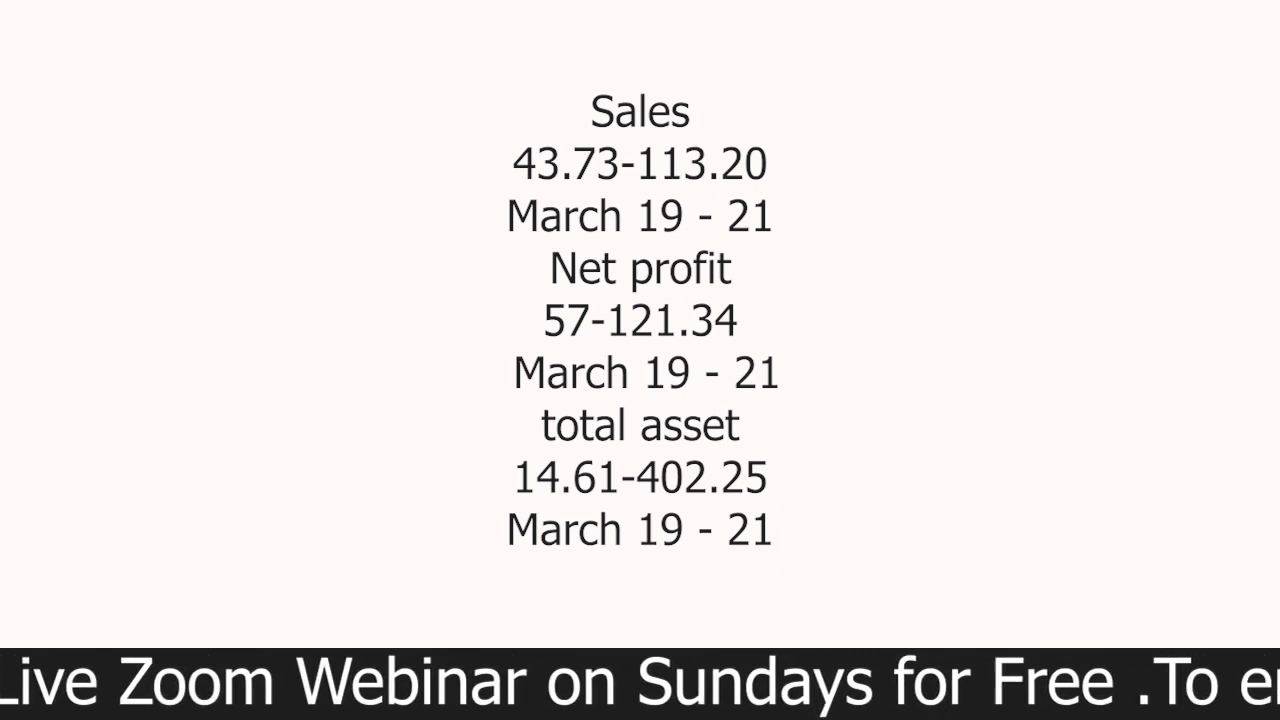 Sales
43.73-113.20
March 19 - 21
Net profit
57-121.34
March 19 - 21
total asset
14.61-402.25
March 19 - 21
Live Zoom Webinar on Sundays for Free .To